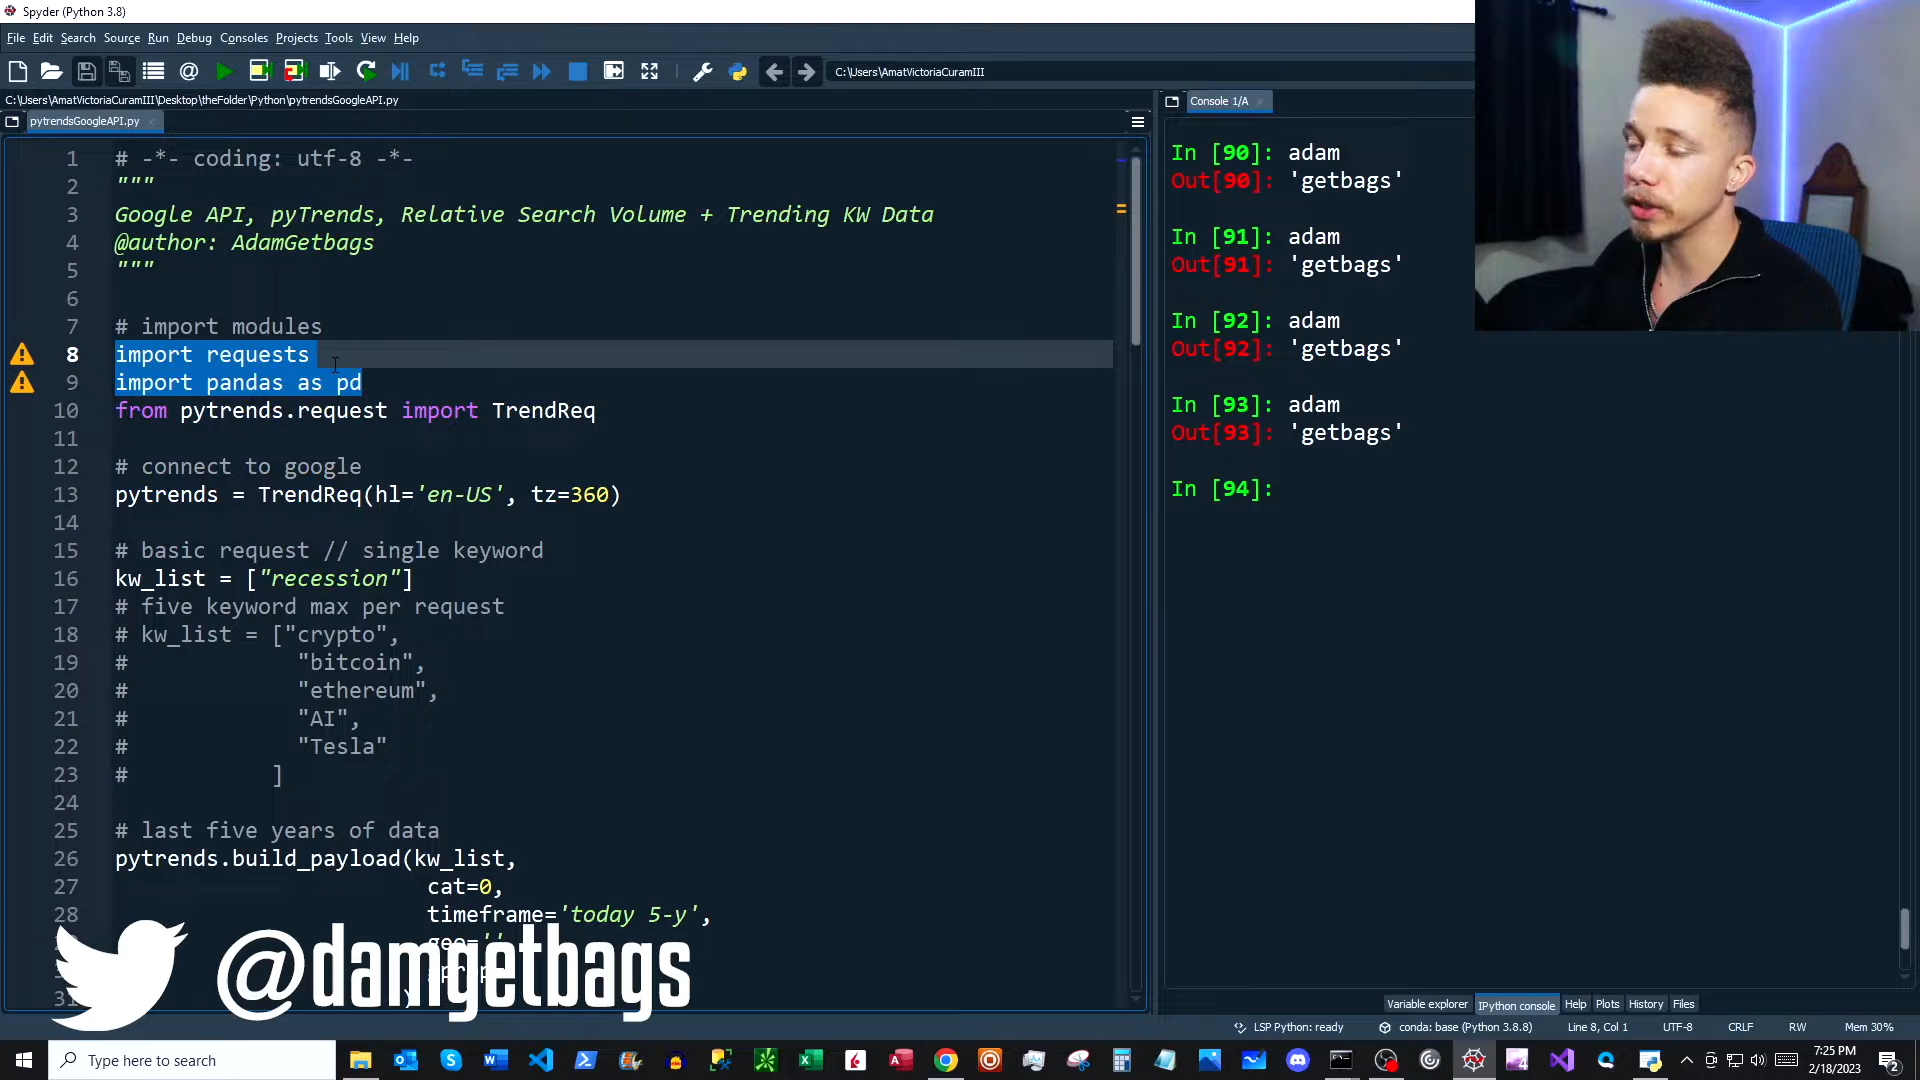 Spyder (Python 3.8)
File Edit Search Source Run Debug Consoles Projects Tools View Help
C:\Users\AmatVictoriaCuramIII
C:\Users\AmatVictoriaCuramIII\Desktop\theFolder\Python\pytrendsGoogleAPI.py
pytrendsGoogleAPI.py
1 # -*- coding: utf-8 -*-
2 """
3 Google API, pyTrends, Relative Search Volume + Trending KW Data
4 @author: AdamGetbags
5 """
6
7 # import modules
8 import requests
9 import pandas as pd
10 from pytrends.request import TrendReq
11
12 # connect to google
13 pytrends = TrendReq(hl='en-US', tz=360)
14
15 # basic request // single keyword
16 kw_list = ["recession"]
17 # five keyword max per request
18 # kw_list = ["crypto",
19 # "bitcoin",
20 # "ethereum",
21 # "AI",
22 # "Tesla"
23 # ]
24
25 # last five years of data
26 pytrends.build_payload(kw_list,
27 cat=0,
28 timeframe='today 5-y',
geo=''
31
@damgetbags
Console 1/A
In [90]: adam
Out[90]: 'getbags'
In [91]: adam
Out[91]: 'getbags'
In [92]: adam
Out[92]: 'getbags'
In [93]: adam
Out[93]: 'getbags'
In [94]:
Variable explorer IPython console Help Plots History Files
LSP Python: ready conda: base (Python 3.8.8) Line 8, Col 1 UTF-8 CRLF RW Mem 30%
Type here to search
7:25 PM
2/18/2023
2